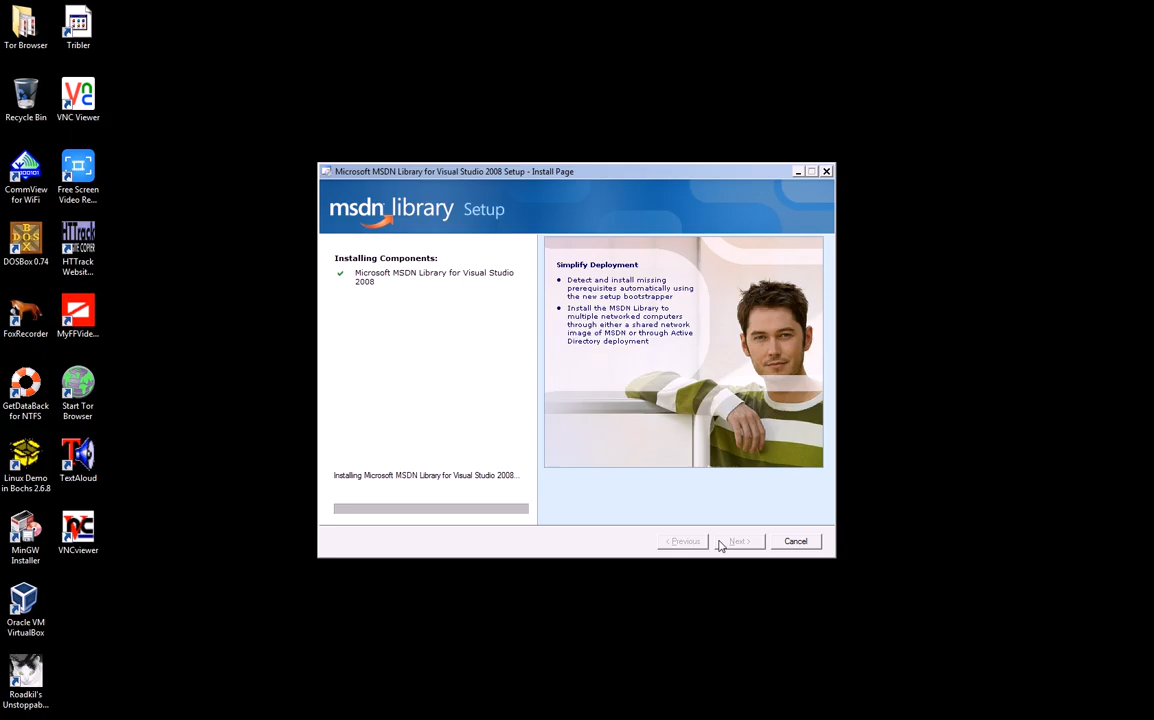 Tor Browser
Tribler
Recycle Bin
VNC Viewer
CommView
for WiFi
Free Screen
Video Re...
DOSBox 0.74
HTTrack
Websit...
FoxRecorder
MyFFVide...
GetDataBack
for NTFS
Start Tor
Browser
Linux Demo
in Bochs 2.6.8
TextAloud
MinGW
Installer
VNCviewer
Oracle VM
VirtualBox
Roadkil's
Unstoppab...
Microsoft MSDN Library for Visual Studio 2008 Setup - Install Page
msdn library Setup
Installing Components:
Microsoft MSDN Library for Visual Studio
2008
Installing Microsoft MSDN Library for Visual Studio 2008...
Simplify Deployment
Detect and install missing
prerequisites automatically using
the new setup bootstrapper
Install the MSDN Library to
multiple networked computers
through either a shared network
image of MSDN or through Active
Directory deployment
< Previous
Next >
Cancel